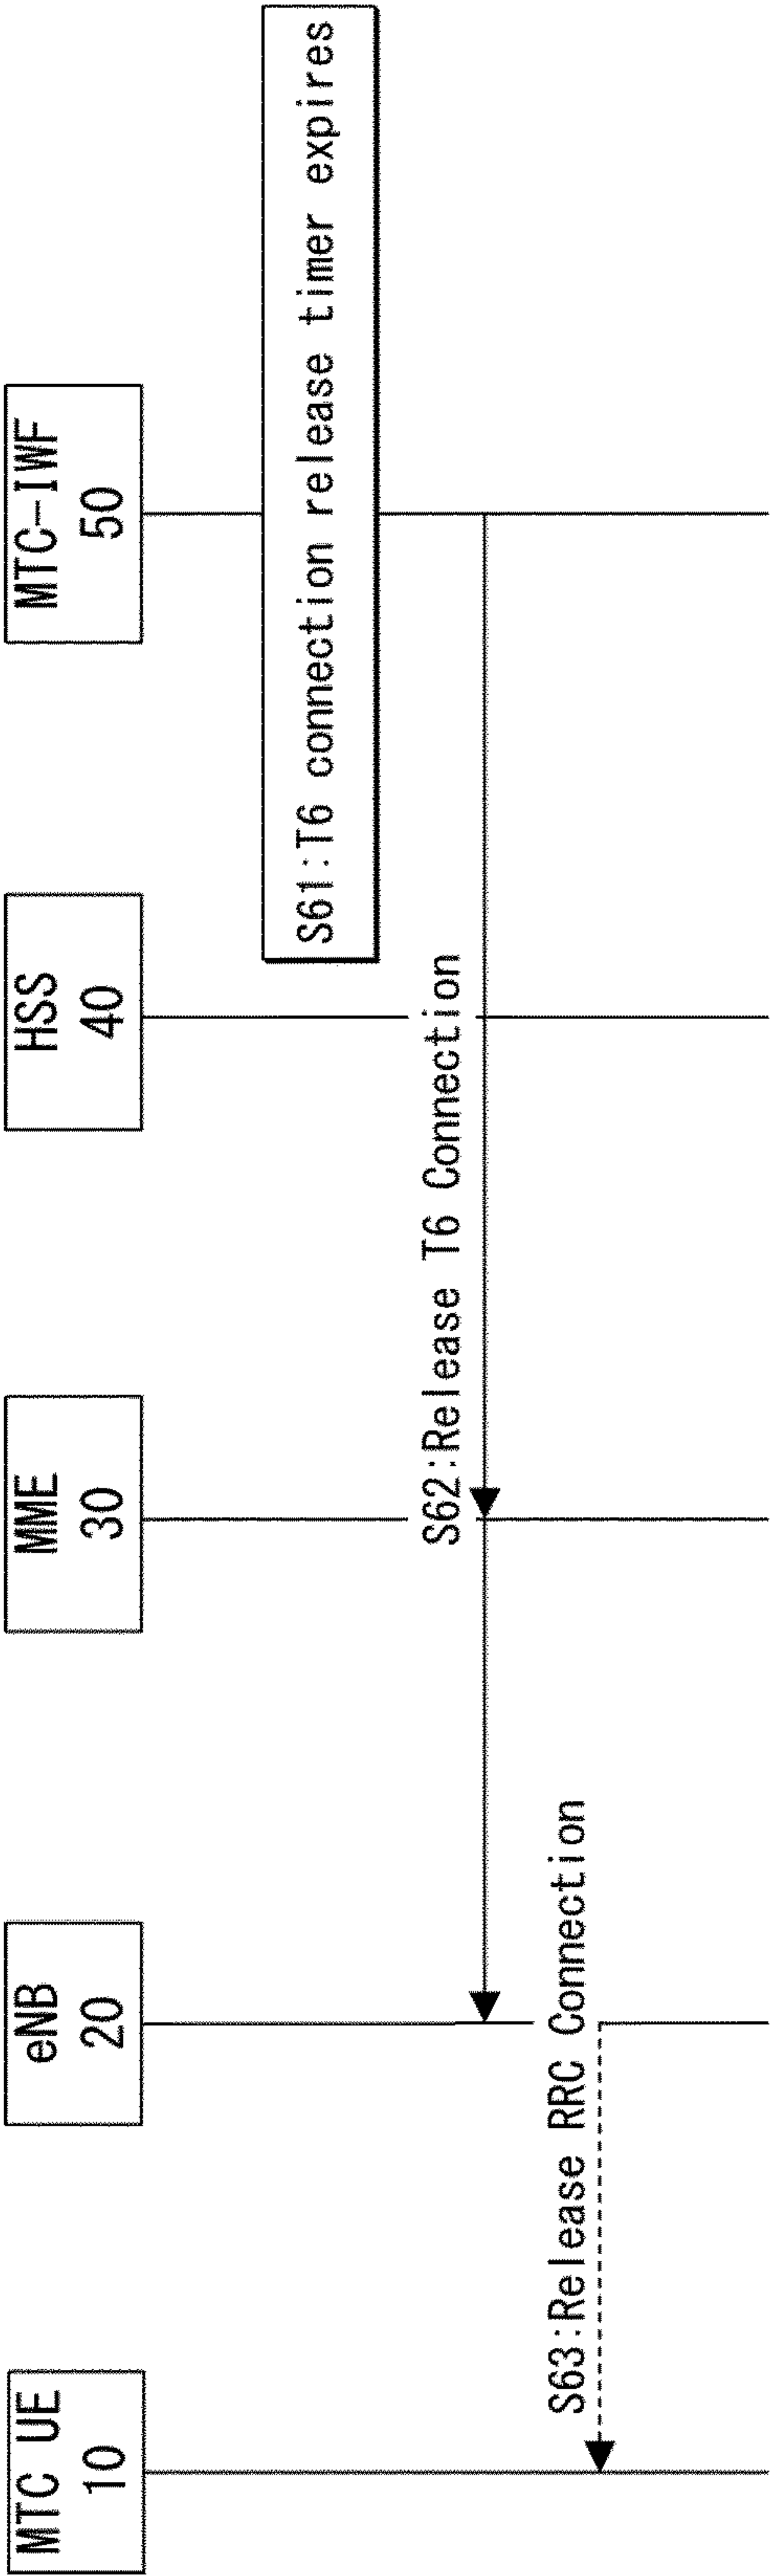 MTC UE
10
eNB
20
MME
30
HSS
40
MTC-IWF
50
S61:T6 connection release timer expires
S62:Release T6 Connection
S63:Release RRC Connection